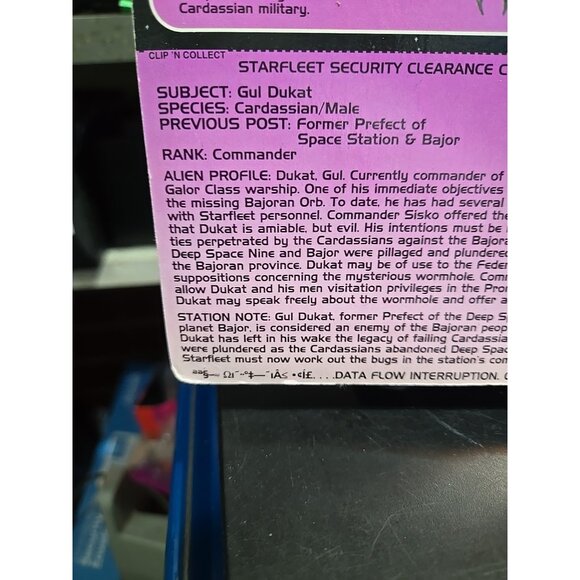 Cardassian military.
CLIP 'N COLLECT
STARFLEET SECURITY CLEARANCE C
SUBJECT: Gul Dukat
SPECIES: Cardassian/Male
PREVIOUS POST: Former Prefect of
Space Station & Bajor
RANK: Commander
ALIEN PROFILE: Dukat, Gul. Currently commander of
Galor Class warship. One of his immediate objectives
the missing Bajoran Orb. To date, he has had several
with Starfleet personnel. Commander Sisko offered the
that Dukat is amiable, but evil. His intentions must be
ties perpetrated by the Cardassians against the Bajora
Deep Space Nine and Bajor were pillaged and plundered
the Bajoran province. Dukat may be of use to the Feder
suppositions concerning the mysterious wormhole. Com
allow Dukat and his men visitation privileges in the Pro
Dukat may speak freely about the wormhole and offer a
STATION NOTE: Gul Dukat, former Prefect of the Deep S
planet Bajor, is considered an enemy of the Bajoran peop
Dukat has left in his wake the legacy of failing Cardassia
were plundered as the Cardassians abandoned Deep Spac
Starfleet must now work out the bugs in the station's com
....DATA FLOW INTERRUPTION.